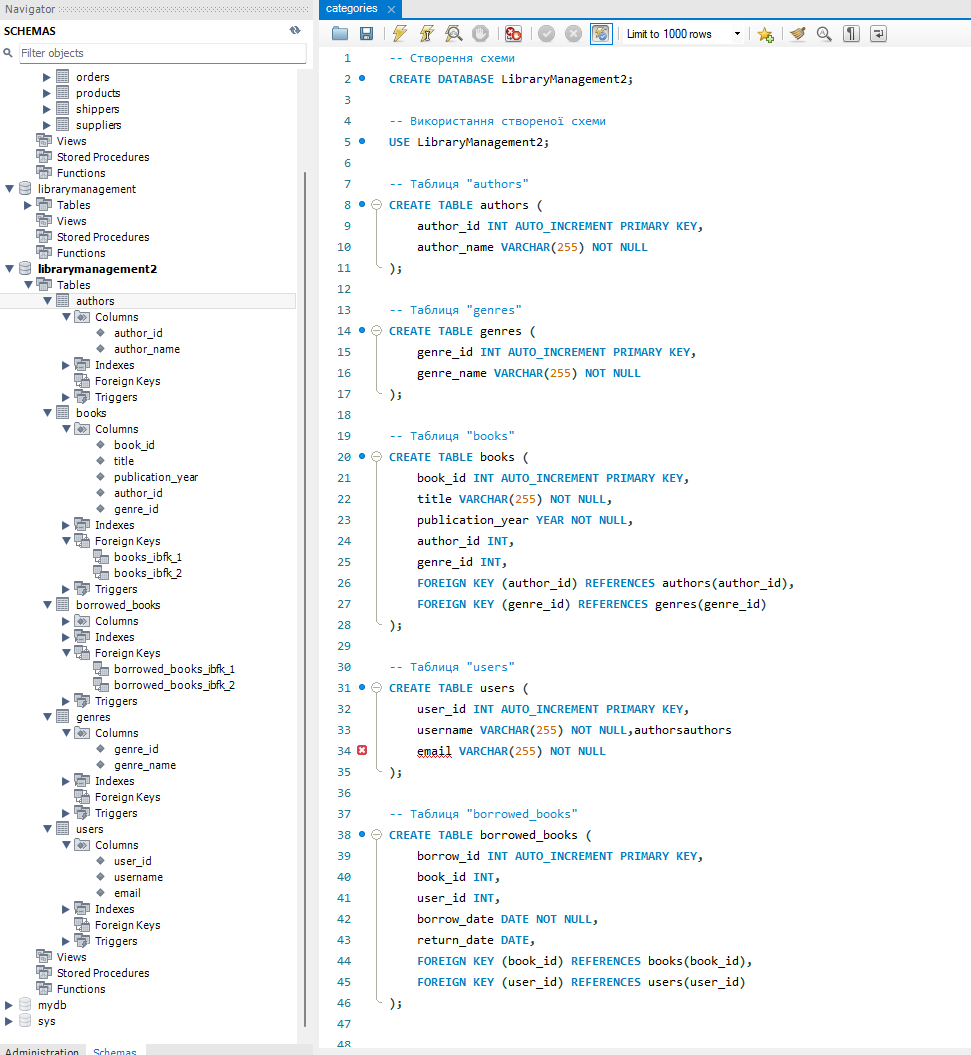 Navigator
SCHEMAS
Filter objects
orders
products
shippers
suppliers
Views
Stored Procedures
Functions
librarymanagement
Tables
Views
Stored Procedures
Functions
librarymanagement2
Tables
authors
Columns
author_id
author_name
Indexes
Foreign Keys
Triggers
books
Columns
book_id
title
publication_year
author_id
genre_id
Indexes
Foreign Keys
books_ibfk_1
books_ibfk_2
Triggers
borrowed_books
Columns
Indexes
Foreign Keys
borrowed_books_ibfk_1
borrowed_books_ibfk_2
Triggers
genres
Columns
genre_id
genre_name
Indexes
Foreign Keys
Triggers
users
Columns
user_id
username
email
Indexes
Foreign Keys
Triggers
Views
Stored Procedures
Functions
mydb
sys
Administration Schemas
categories
Limit to 1000 rows
1 -- Створення схеми
2 CREATE DATABASE LibraryManagement2;
3
4 -- Використання створеної схеми
5 USE LibraryManagement2;
6
7 -- Таблиця "authors"
8 CREATE TABLE authors (
9 author_id INT AUTO_INCREMENT PRIMARY KEY,
10 author_name VARCHAR(255) NOT NULL
11 );
12
13 -- Таблиця "genres"
14 CREATE TABLE genres (
15 genre_id INT AUTO_INCREMENT PRIMARY KEY,
16 genre_name VARCHAR(255) NOT NULL
17 );
18
19 -- Таблиця "books"
20 CREATE TABLE books (
21 book_id INT AUTO_INCREMENT PRIMARY KEY,
22 title VARCHAR(255) NOT NULL,
23 publication_year YEAR NOT NULL,
24 author_id INT,
25 genre_id INT,
26 FOREIGN KEY (author_id) REFERENCES authors(author_id),
27 FOREIGN KEY (genre_id) REFERENCES genres(genre_id)
28 );
29
30 -- Таблиця "users"
31 CREATE TABLE users (
32 user_id INT AUTO_INCREMENT PRIMARY KEY,
33 username VARCHAR(255) NOT NULL,authorsauthors
34 email VARCHAR(255) NOT NULL
35 );
36
37 -- Таблиця "borrowed_books"
38 CREATE TABLE borrowed_books (
39 borrow_id INT AUTO_INCREMENT PRIMARY KEY,
40 book_id INT,
41 user_id INT,
42 borrow_date DATE NOT NULL,
43 return_date DATE,
44 FOREIGN KEY (book_id) REFERENCES books(book_id),
45 FOREIGN KEY (user_id) REFERENCES users(user_id)
46 );
47
48